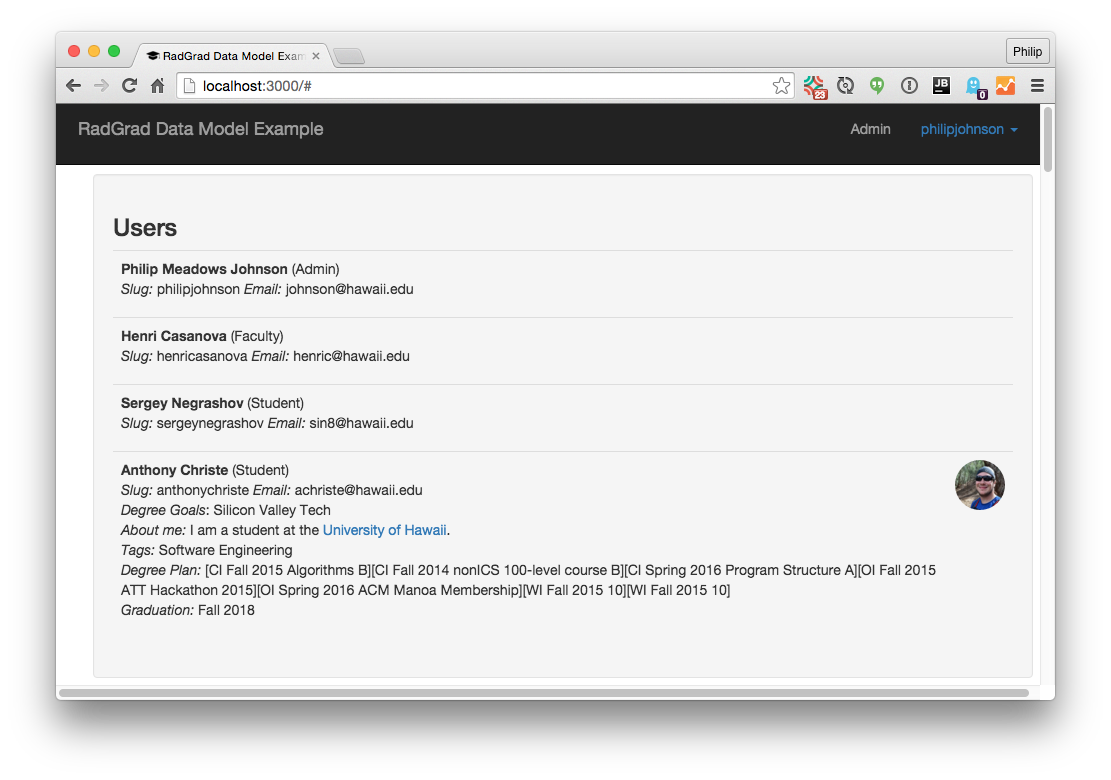 RadGrad Data Model Exam
Philip
localhost:3000/#
23
JB
0
RadGrad Data Model Example
Admin
philipjohnson
Users
Philip Meadows Johnson (Admin)
Slug: philipjohnson Email: johnson@hawaii.edu
Henri Casanova (Faculty)
Slug: henricasanova Email: henric@hawaii.edu
Sergey Negrashov (Student)
Slug: sergeynegrashov Email: sin8@hawaii.edu
Anthony Christe (Student)
Slug: anthonychriste Email: achriste@hawaii.edu
Degree Goals: Silicon Valley Tech
About me: I am a student at the University of Hawaii.
Tags: Software Engineering
Degree Plan: [CI Fall 2015 Algorithms B][CI Fall 2014 nonICS 100-level course B][CI Spring 2016 Program Structure A][OI Fall 2015
ATT Hackathon 2015][OI Spring 2016 ACM Manoa Membership][WI Fall 2015 10][WI Fall 2015 10]
Graduation: Fall 2018